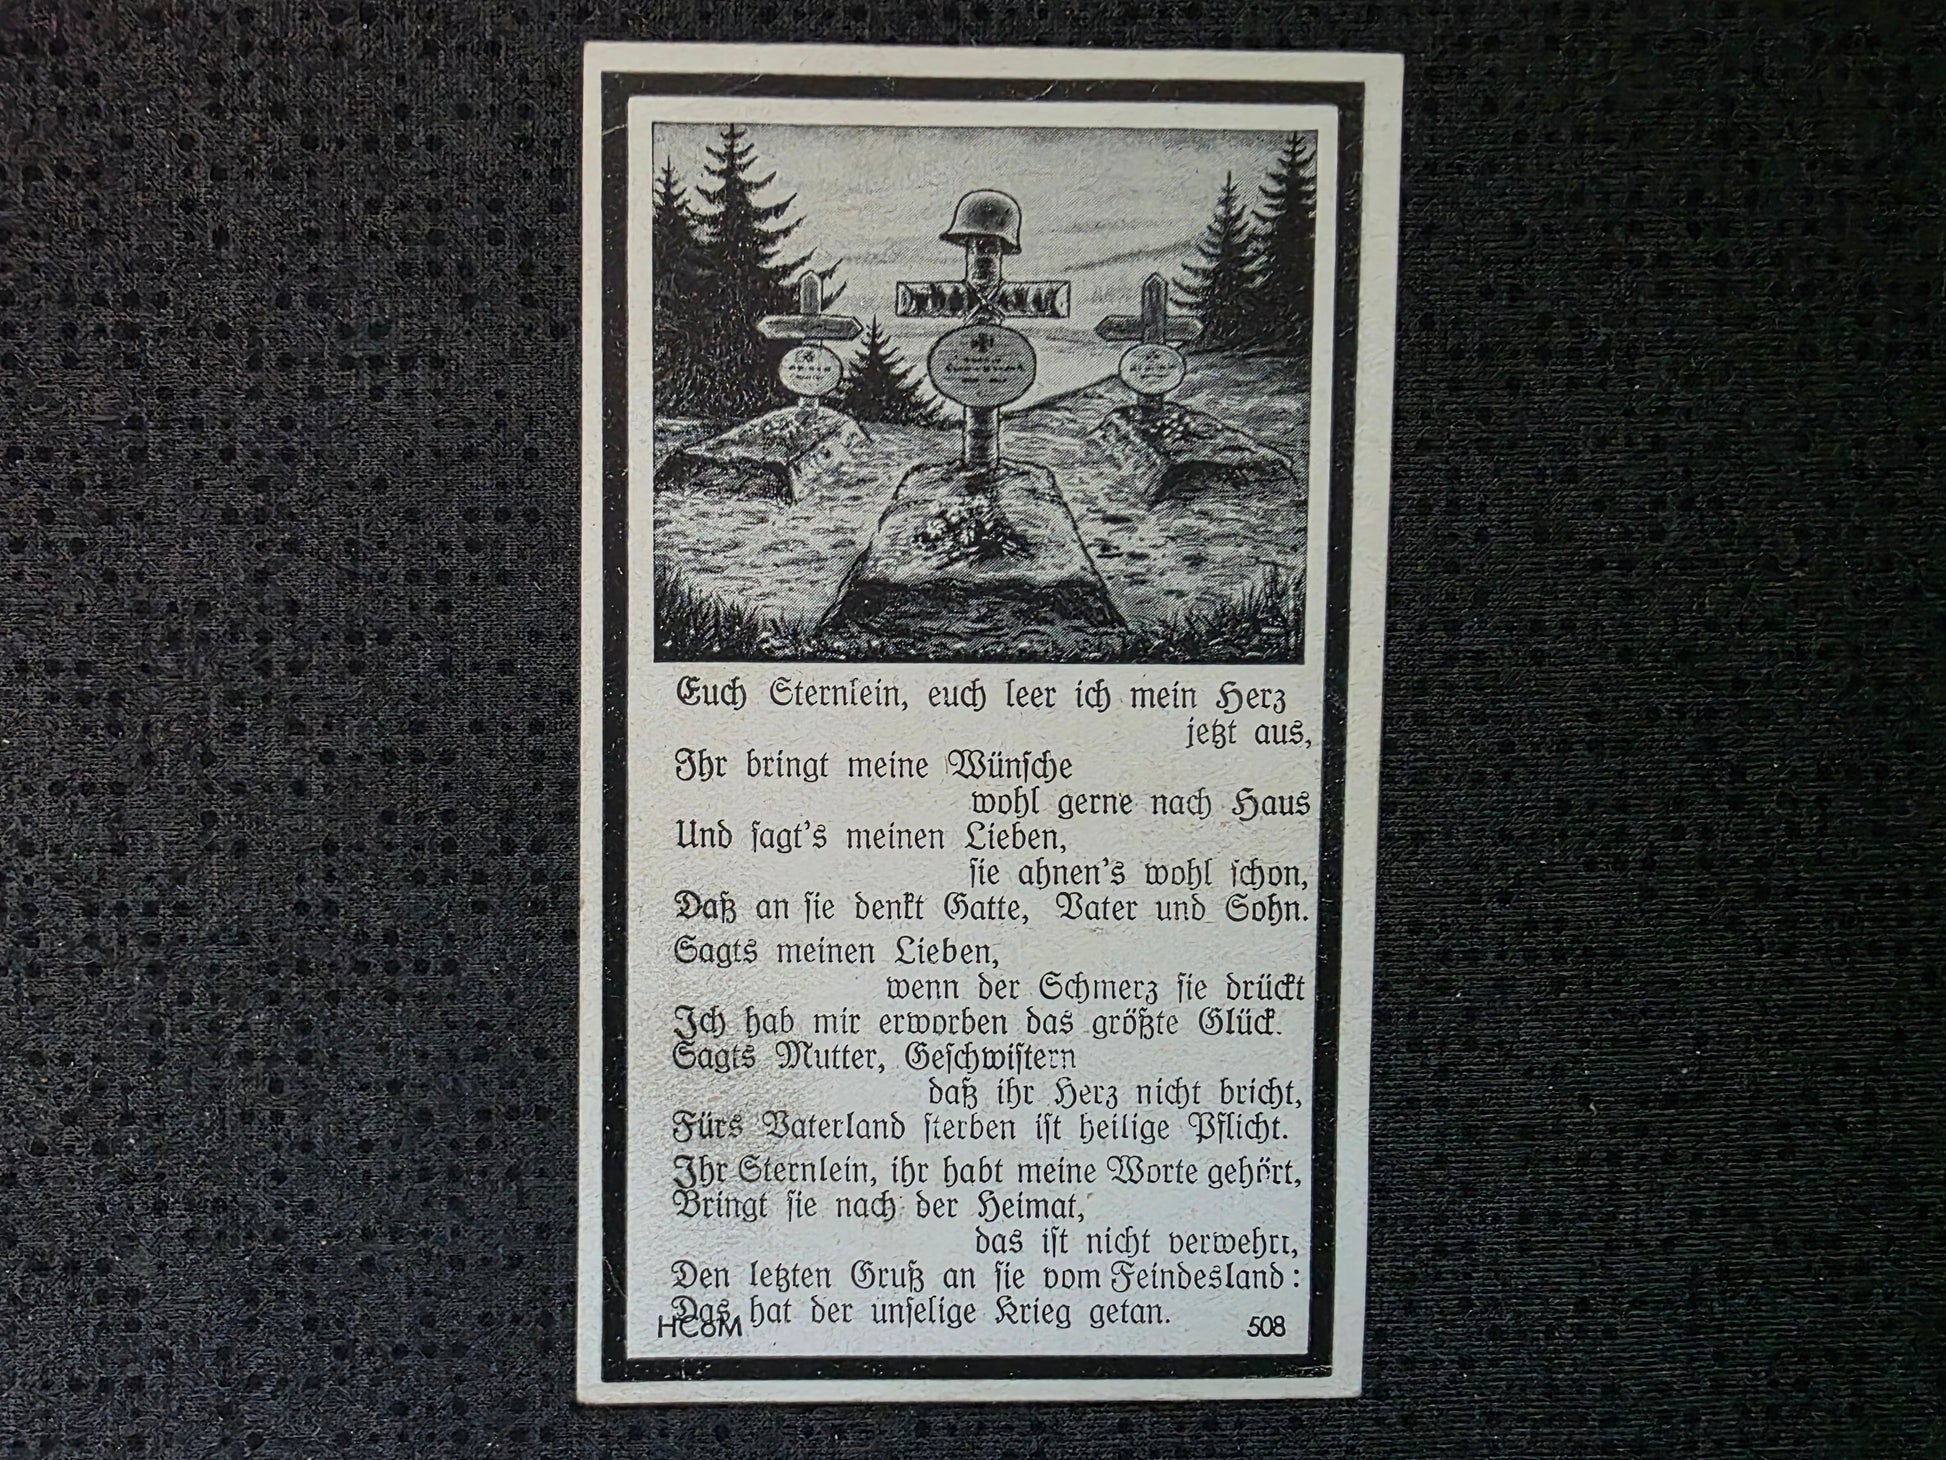 Euch Sternlein, euch leer ich mein Herz
jetzt aus,
Ihr bringt meine Wünsche
wohl gerne nach Haus
Und sagt's meinen Lieben,
sie ahnen's wohl schon,
Daß an sie denkt Gatte, Vater und Sohn.
Sagts meinen Lieben,
wenn der Schmerz sie drückt
Ich hab mir erworben das größte Glück.
Sagts Mutter, Geschwistern
daß ihr Herz nicht bricht,
Fürs Vaterland sterben ist heilige Pflicht.
Ihr Sternlein, ihr habt meine Worte gehört,
Bringt sie nach der Heimat,
das ist nicht verwehrt,
Den letzten Gruß an sie vom Feindesland:
Das hat der unselige Krieg getan.
HCoM 508